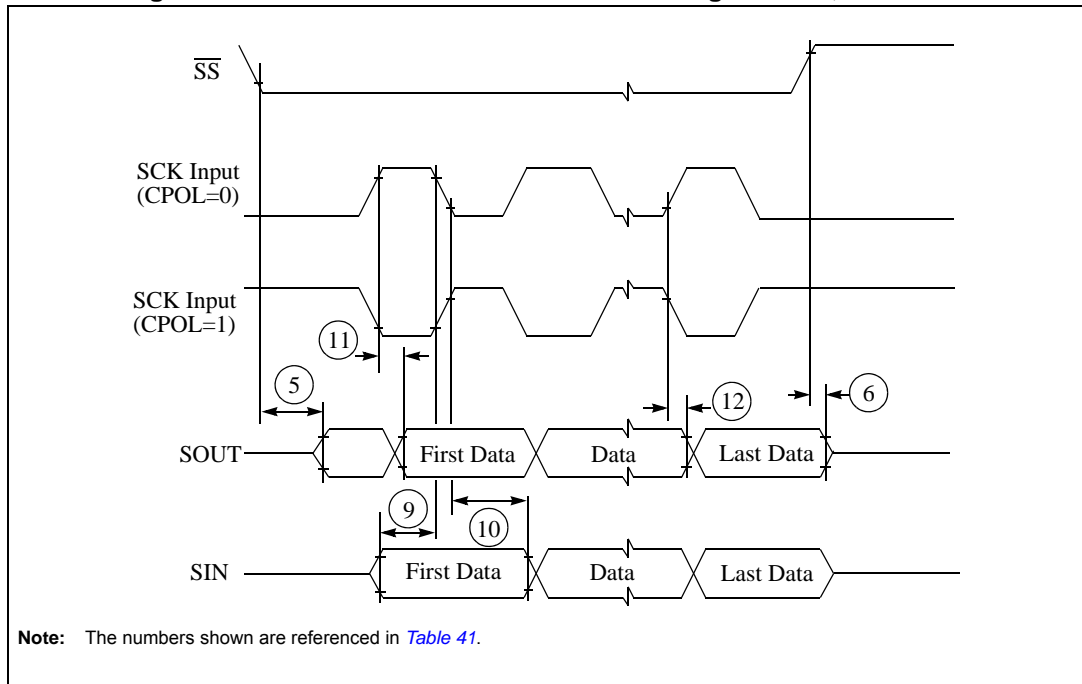 SS
SCK Input
(CPOL=0)
SCK Input
(CPOL=1)
11
5
12
6
SOUT
First Data
Data
Last Data
9
10
SIN
First Data
Data
Last Data
Note: The numbers shown are referenced in Table 41.